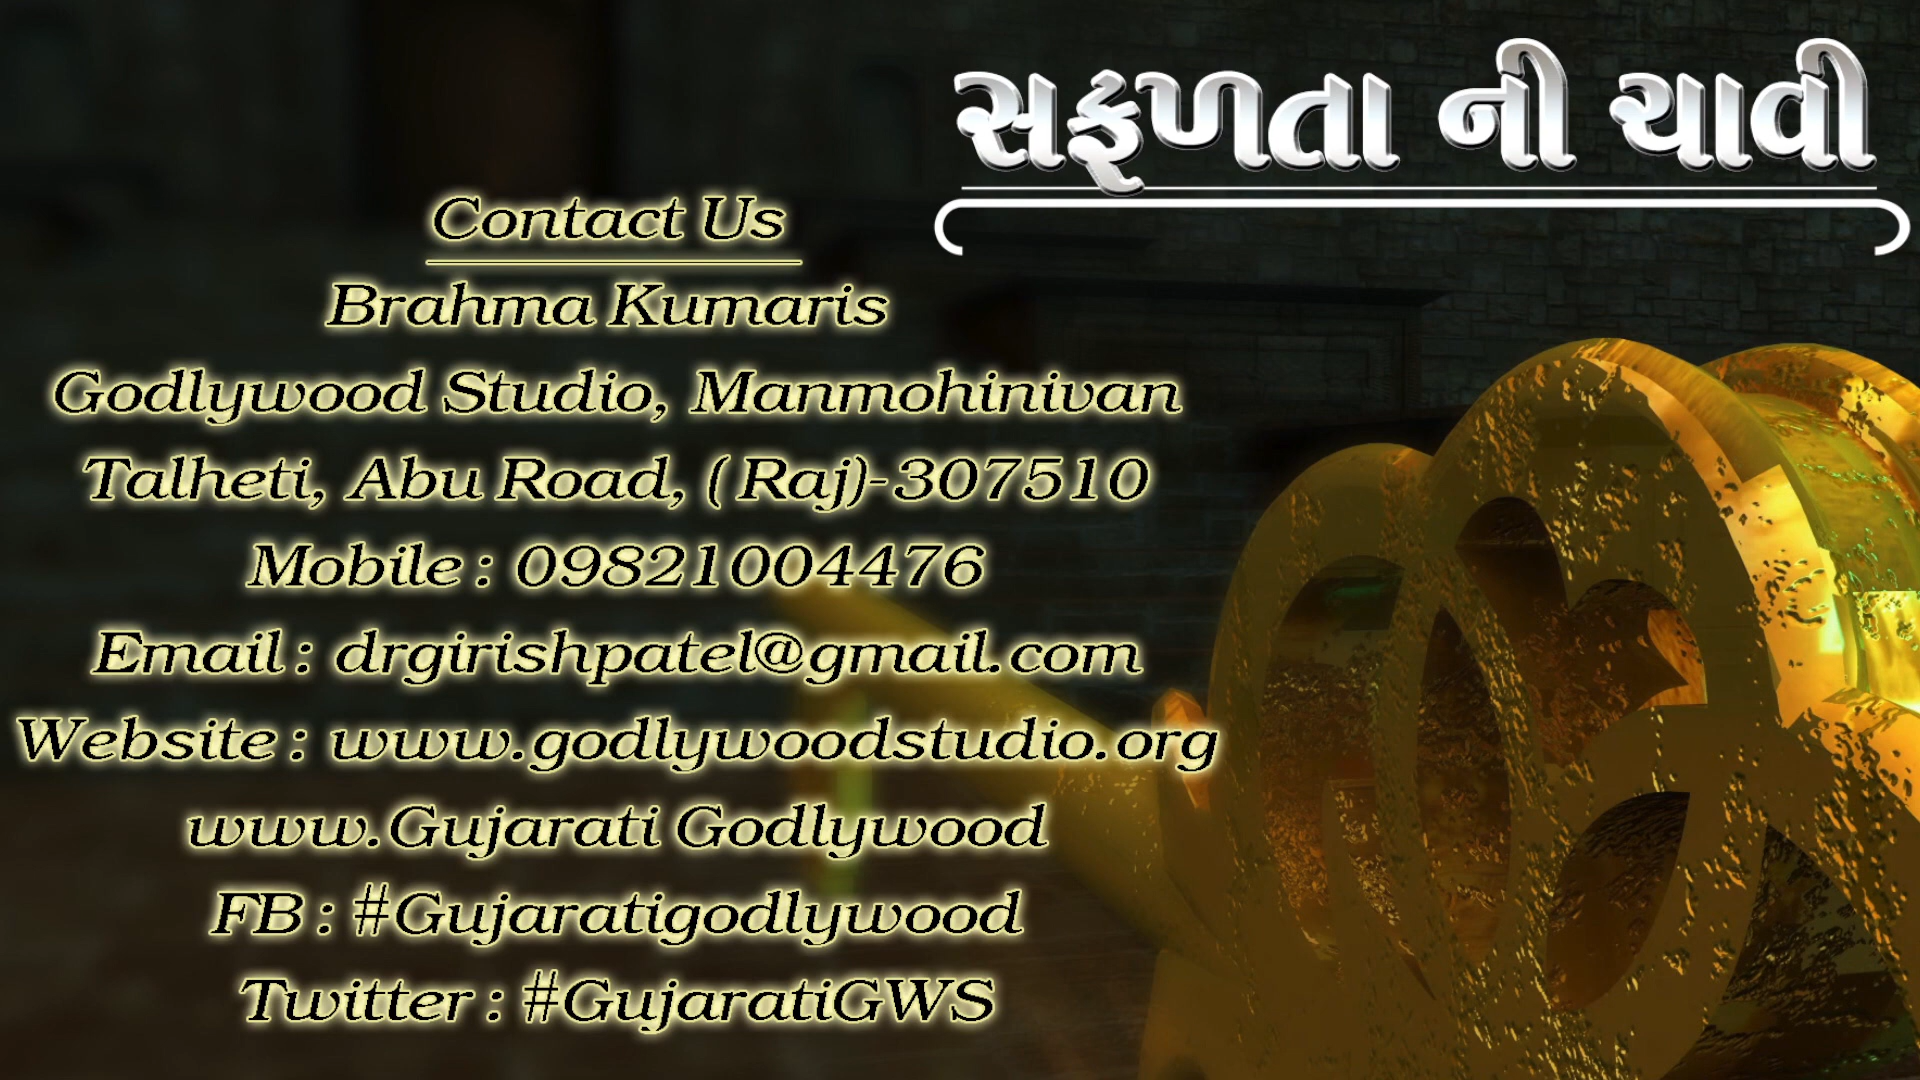 સફળતા ની ચાવી
Contact Us
Brahma Kumaris
Godlywood Studio, Manmohinivan
Talheti, Abu Road, ( Raj)-307510
Mobile : 09821004476
Email : drgirishpatel@gmail.com
Website : www.godlywoodstudio.org
www.Gujarati Godlywood
FB : #Gujaratigodlywood
Twitter : #GujaratiGWS